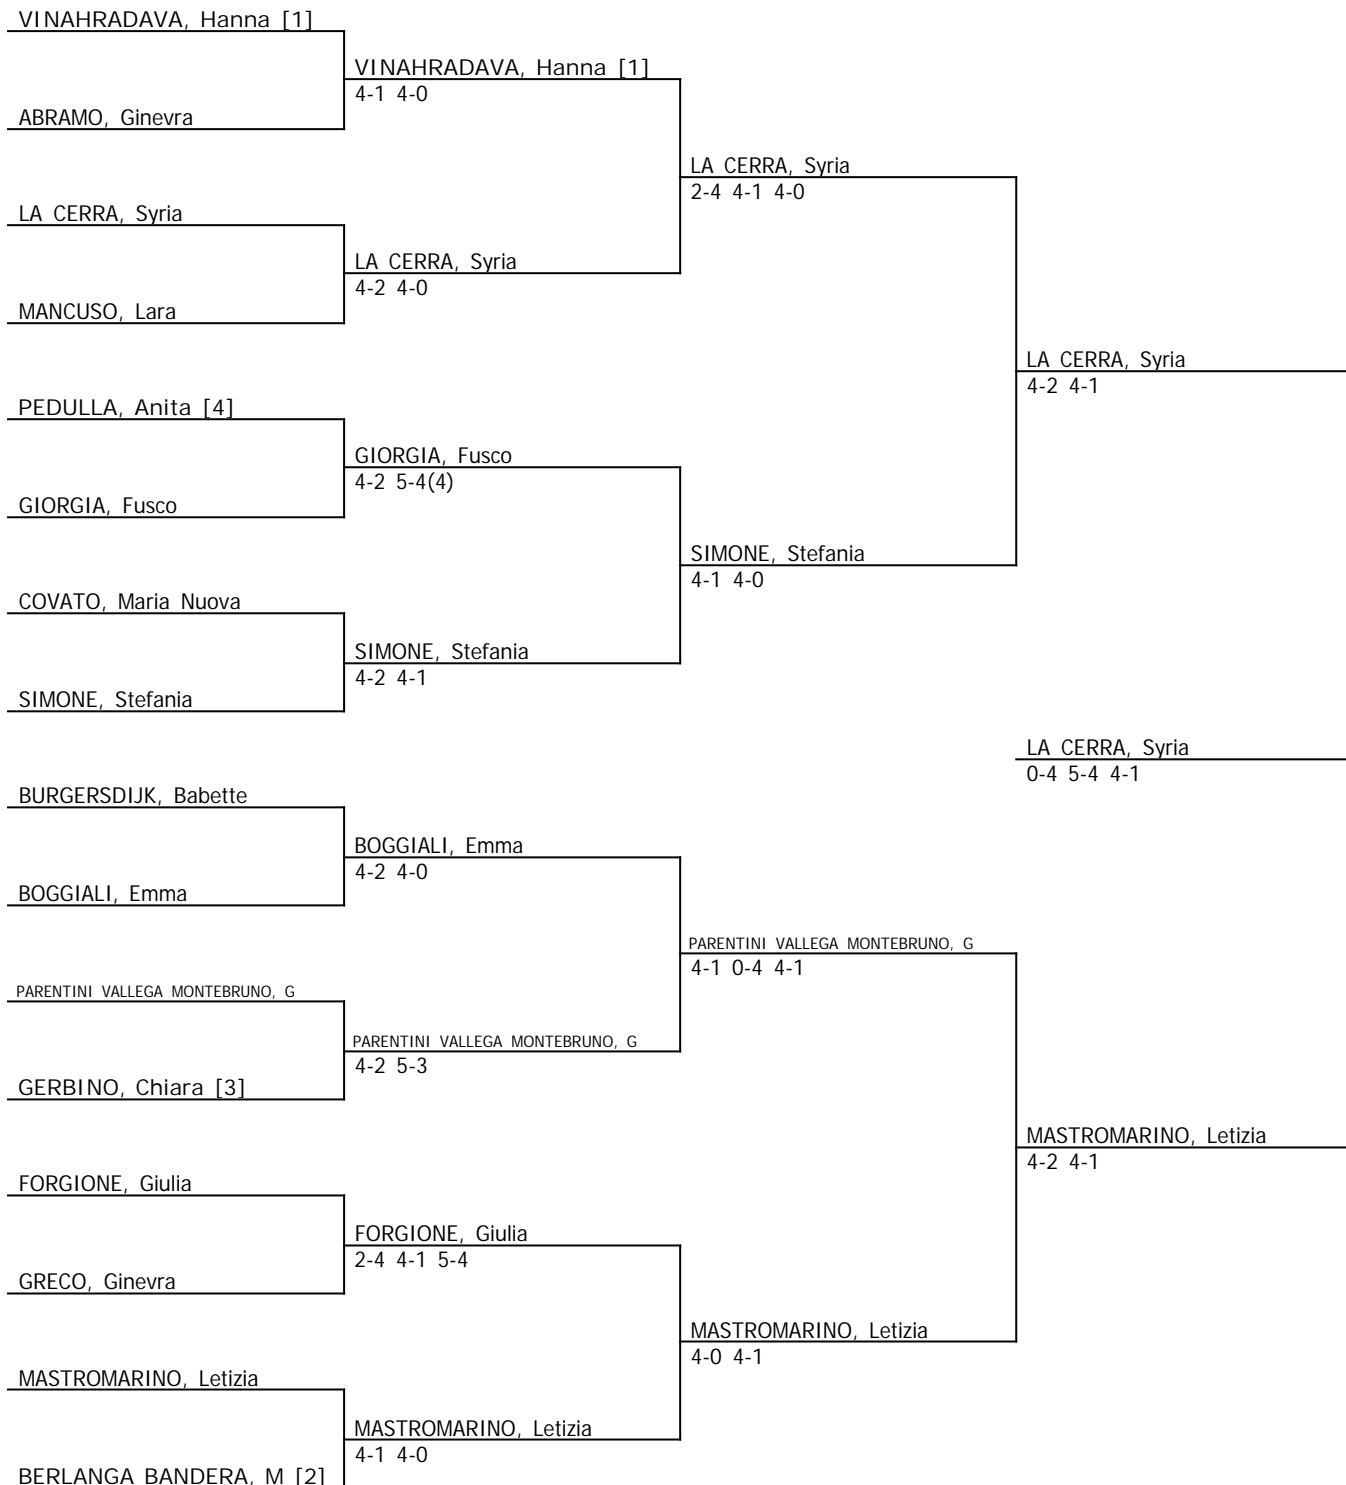 VINAHRADAVA, Hanna [1]
VINAHRADAVA, Hanna [1]
4-1 4-0
ABRAMO, Ginevra
LA CERRA, Syria
2-4 4-1 4-0
LA CERRA, Syria
LA CERRA, Syria
4-2 4-0
MANCUSO, Lara
LA CERRA, Syria
4-2 4-1
PEDULLA, Anita [4]
GIORGIA, Fusco
4-2 5-4(4)
GIORGIA, Fusco
SIMONE, Stefania
4-1 4-0
COVATO, Maria Nuova
SIMONE, Stefania
4-2 4-1
SIMONE, Stefania
LA CERRA, Syria
0-4 5-4 4-1
BURGERSDIJK, Babette
BOGGIALI, Emma
4-2 4-0
BOGGIALI, Emma
PARENTINI VALLEGA MONTEBRUNO, G
4-1 0-4 4-1
PARENTINI VALLEGA MONTEBRUNO, G
PARENTINI VALLEGA MONTEBRUNO, G
4-2 5-3
GERBINO, Chiara [3]
MASTROMARINO, Letizia
4-2 4-1
FORGIONE, Giulia
FORGIONE, Giulia
2-4 4-1 5-4
GRECO, Ginevra
MASTROMARINO, Letizia
4-0 4-1
MASTROMARINO, Letizia
MASTROMARINO, Letizia
4-1 4-0
BERLANGA BANDERA, M [2]